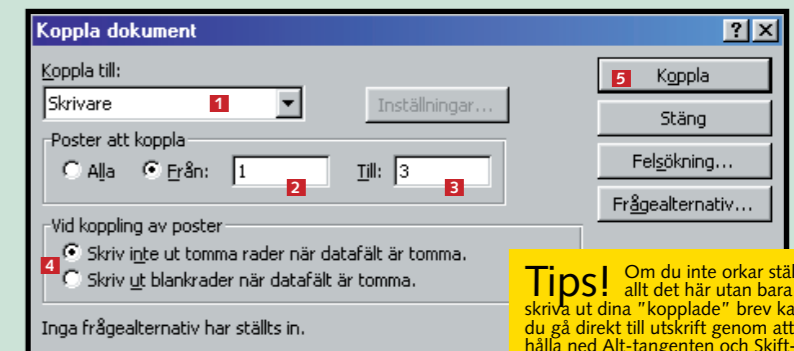 Koppla dokument
Koppla till:
Skrivare 1
Inställningar...
Poster att koppla
Alla Från: 1 2 Till: 3 3
Vid koppling av poster
4
Skriv inte ut tomma rader när datafält är tomma.
Skriv ut blankrader när datafält är tomma.
Inga frågealternativ har ställts in.
5 Koppla
Stäng
Felsökning...
Frågealternativ...
Tips! Om du inte orkar
allt det här utan bara
skriva ut dina "kopplade" brev
du gå direkt till utskrift genom att
hålla ned Alt-tangenten och Skift-